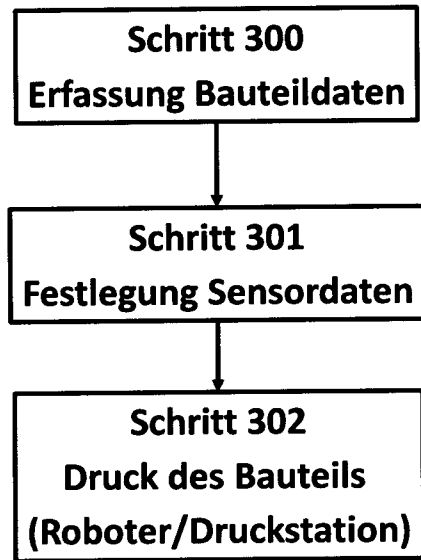 Schritt 300
Erfassung Bauteildaten
Schritt 301
Festlegung Sensordaten
Schritt 302
Druck des Bauteils
(Roboter/Druckstation)